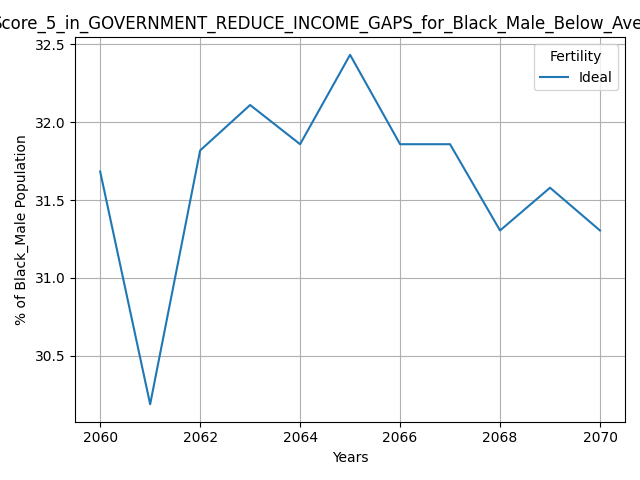 Score_5_in_GOVERNMENT_REDUCE_INCOME_GAPS_for_Black_Male_Below_Ave
Fertility
Ideal
% of Black_Male Population
32.5
32.0
31.5
31.0
30.5
2060
2062
2064
2066
2068
2070
Years